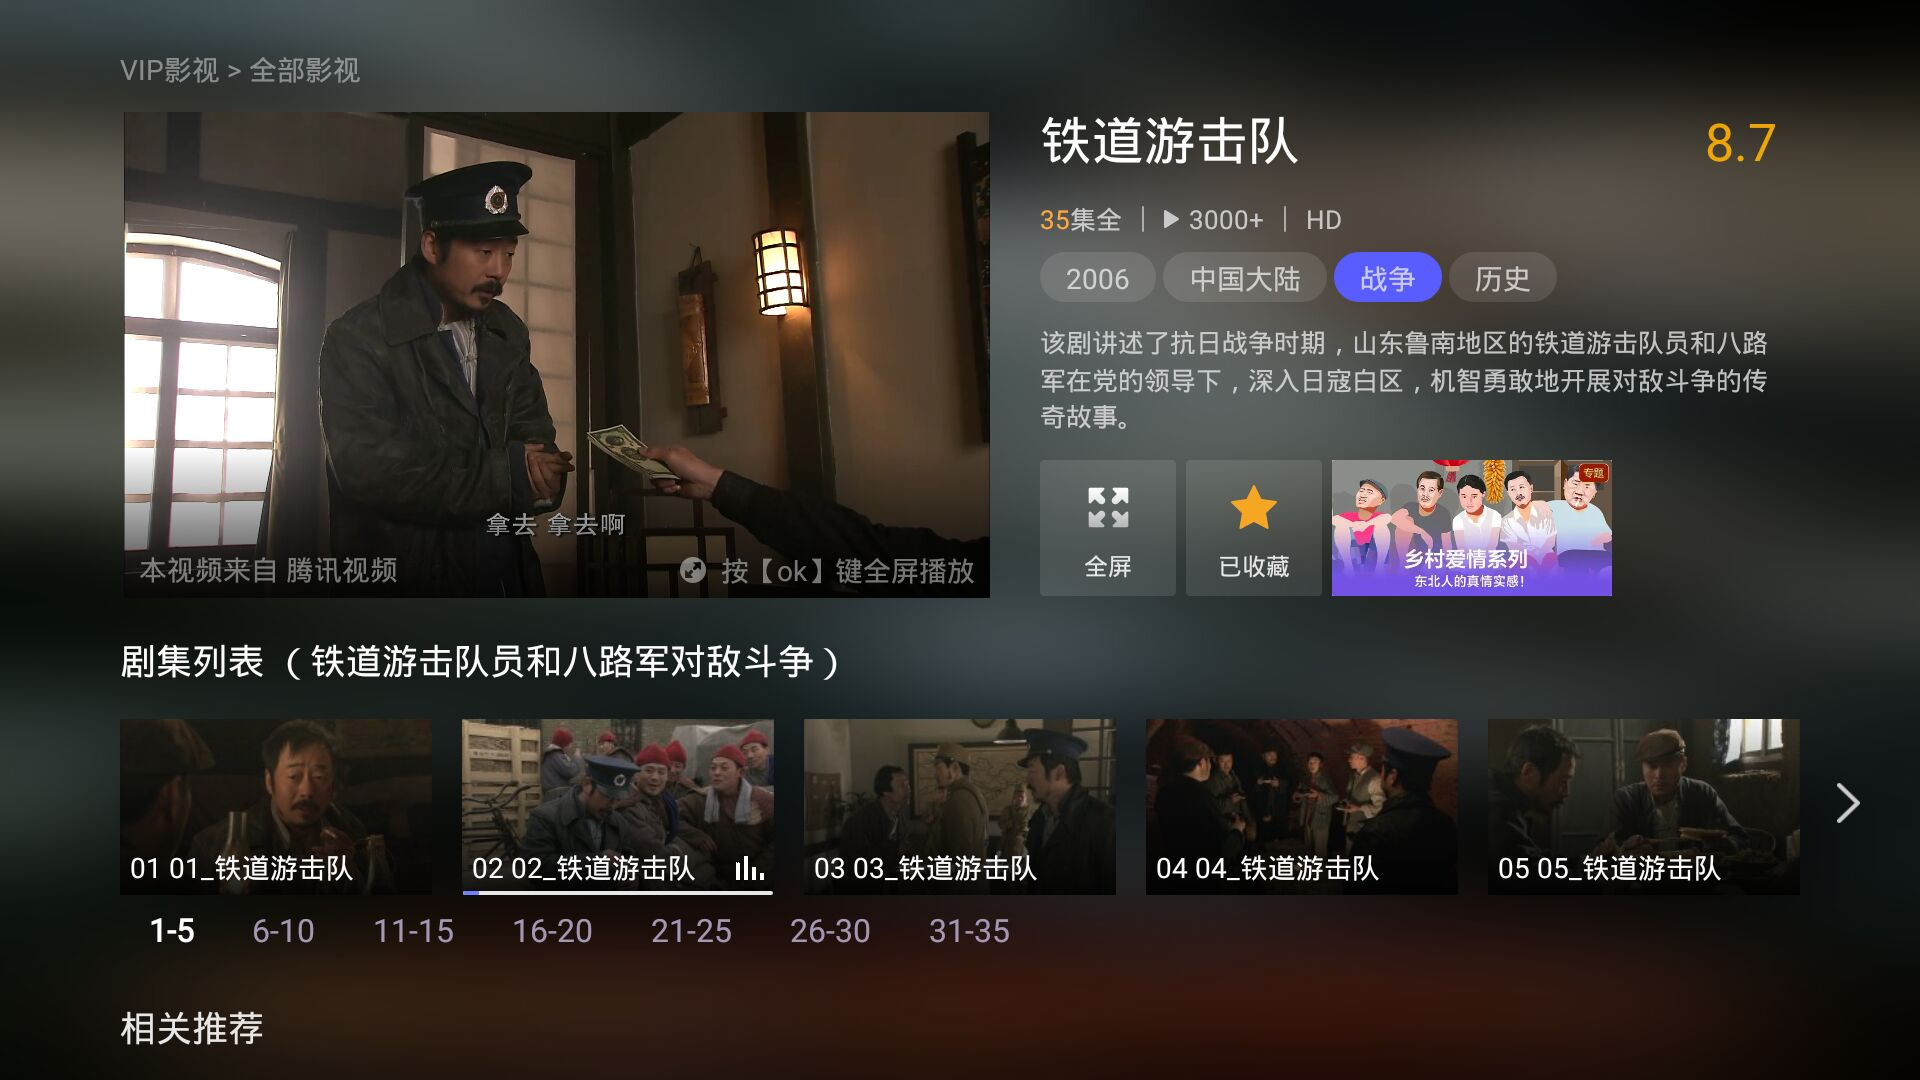 VIP影视 > 全部影视
拿去 拿去啊
本视频来自 腾讯视频
按【ok】键全屏播放
铁道游击队
8.7
35集全 | 3000+ | HD
2006 中国大陆 战争 历史
该剧讲述了抗日战争时期，山东鲁南地区的铁道游击队员和八路
军在党的领导下，深入日寇白区，机智勇敢地开展对敌斗争的传
奇故事。
全屏
已收藏
专题
乡村爱情系列
东北人的真情实感！
剧集列表 （铁道游击队员和八路军对敌斗争）
01 01_铁道游击队
02 02_铁道游击队
03 03_铁道游击队
04 04_铁道游击队
05 05_铁道游击队
1-5 6-10 11-15 16-20 21-25 26-30 31-35
相关推荐